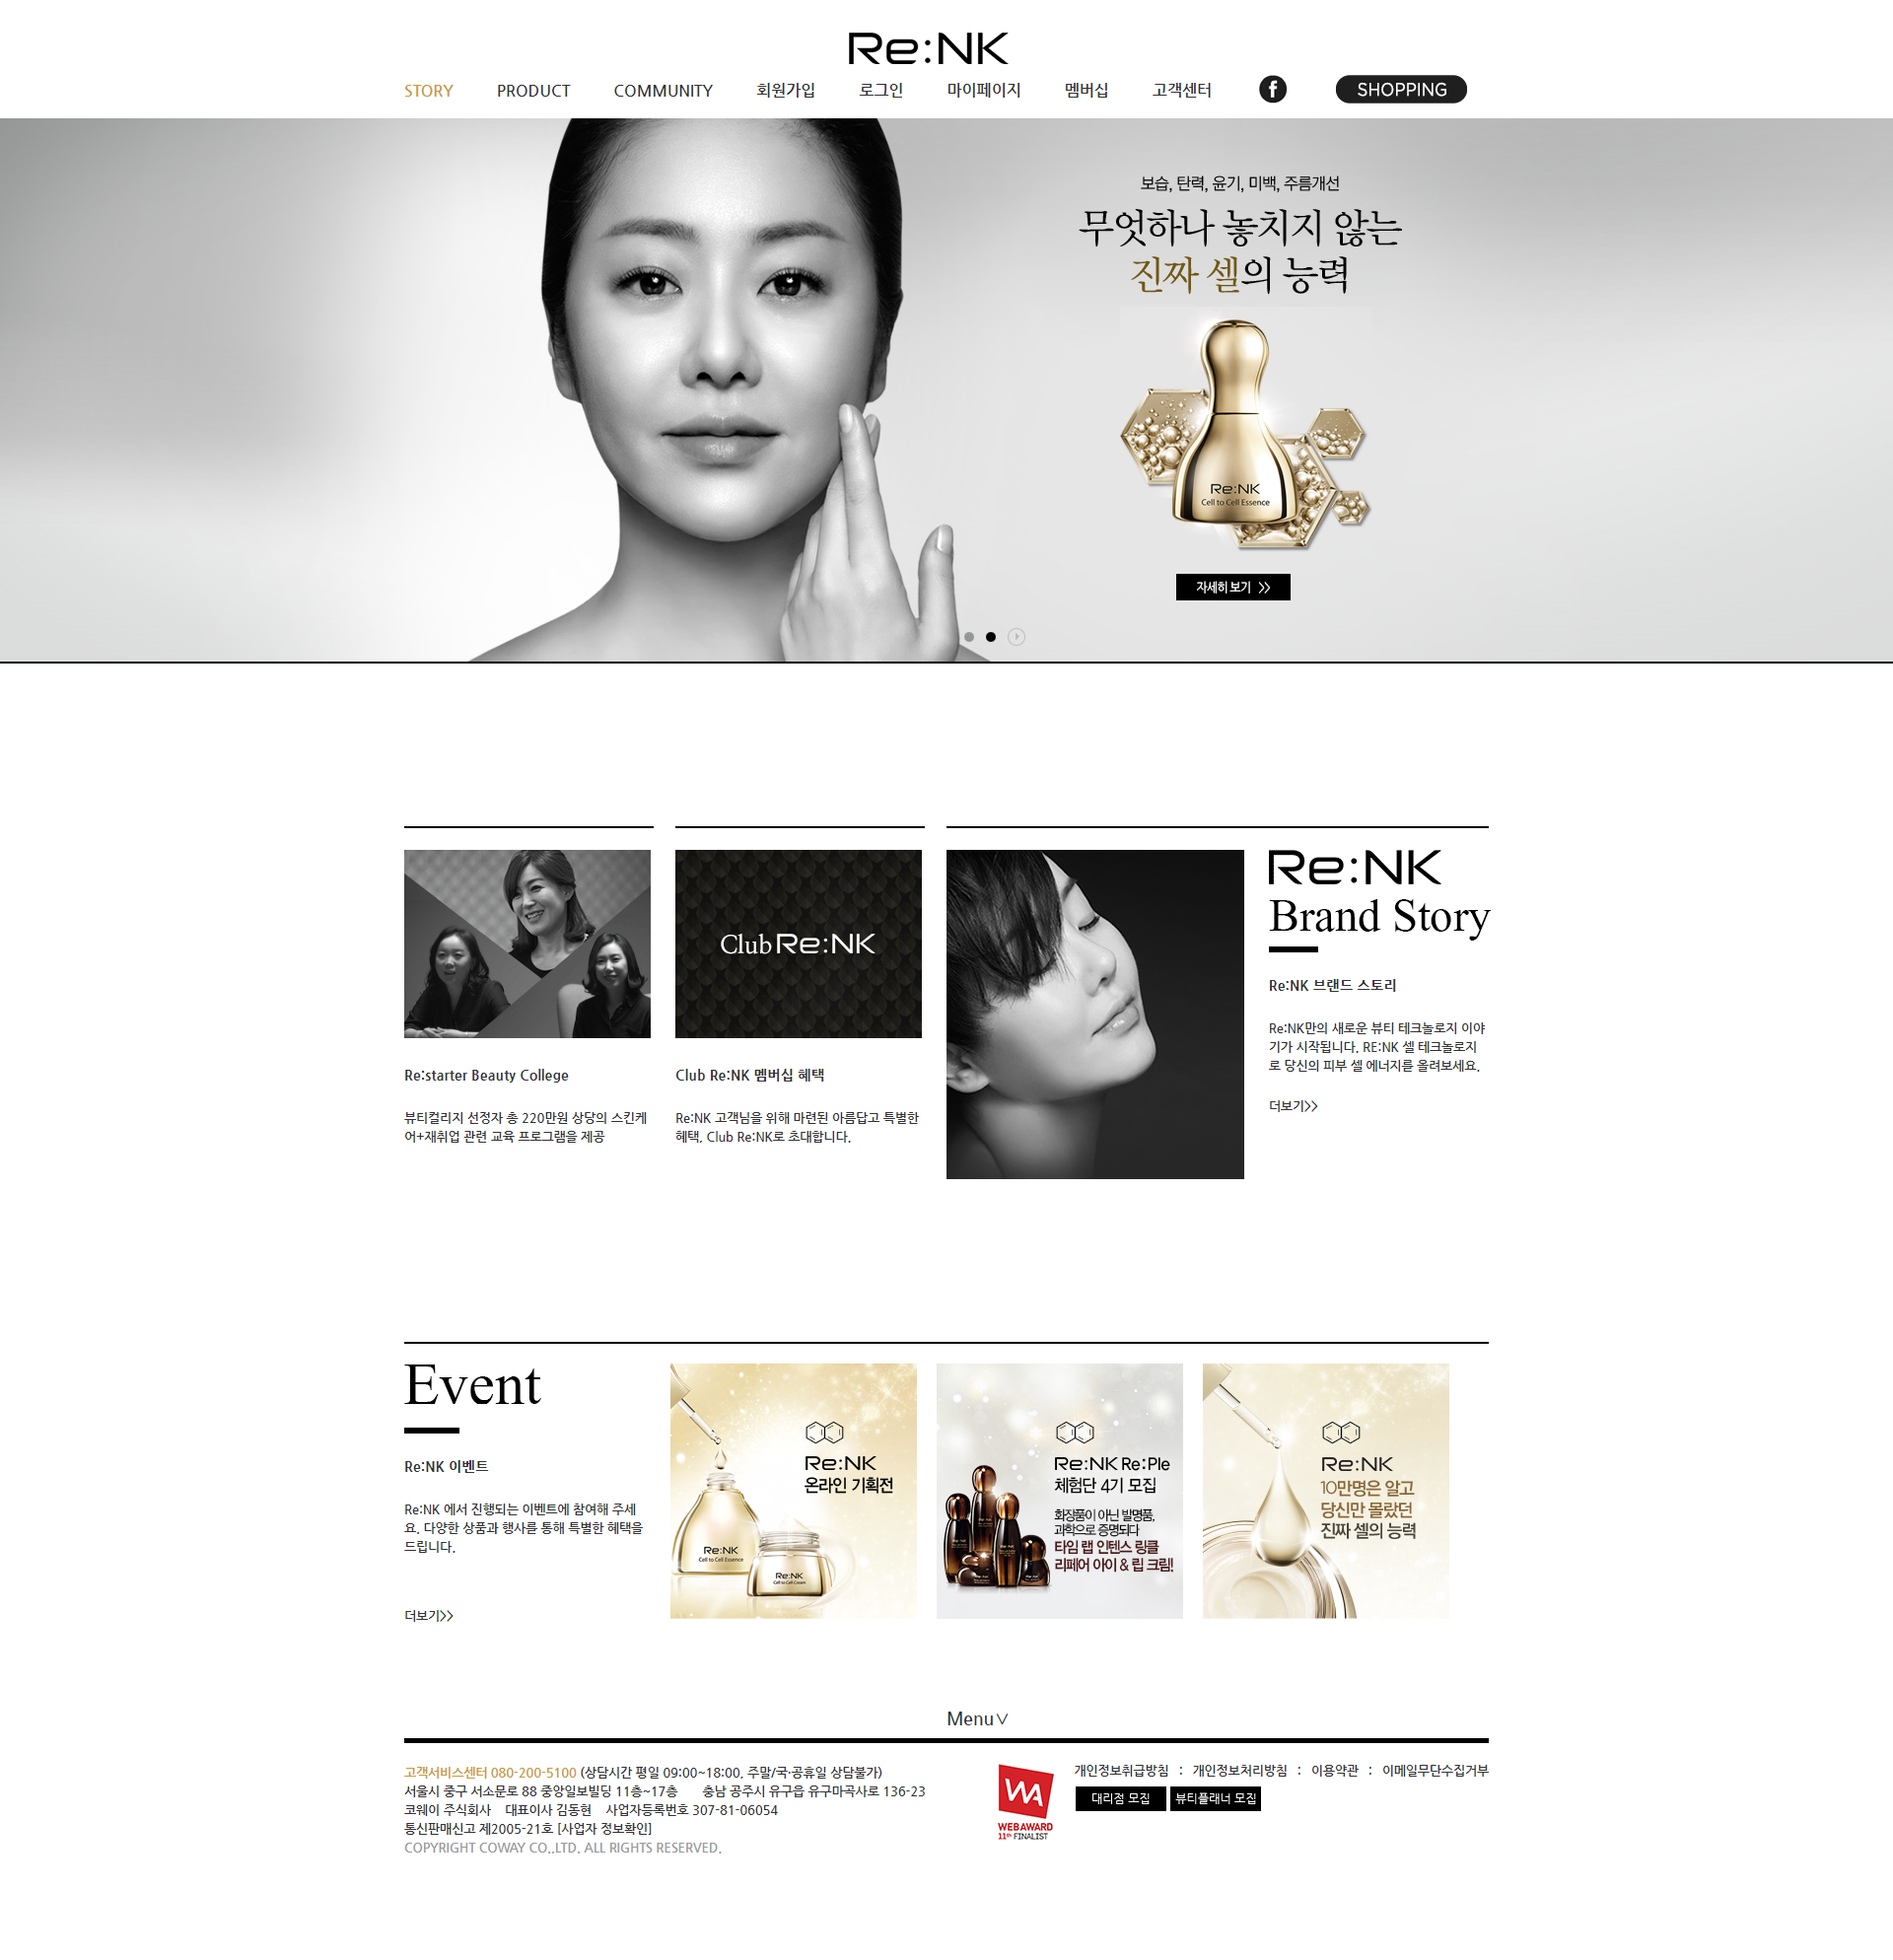 Re:NK
STORY PRODUCT COMMUNITY 회원가입 로그인 마이페이지 멤버십 고객센터 f SHOPPING
보습, 탄력, 윤기, 미백, 주름개선
무엇하나 놓치지 않는
진짜 셀의 능력
Re:NK
Cell to Cell Essence
자세히 보기 >>
Club Re:NK
Re:starter Beauty College
뷰티컬리지 선정자 총 220만원 상당의 스킨케
어+재취업 관련 교육 프로그램을 제공
Club Re:NK 멤버십 혜택
Re:NK 고객님을 위해 마련된 아름답고 특별한
혜택, Club Re:NK로 초대합니다.
Re:NK
Brand Story
Re:NK 브랜드 스토리
Re:NK만의 새로운 뷰티 테크놀로지 이야
기가 시작됩니다. RE:NK 셀 테크놀로지
로 당신의 피부 셀 에너지를 올려보세요.
더보기>>
Event
Re:NK 이벤트
Re:NK 에서 진행되는 이벤트에 참여해 주세
요. 다양한 상품과 행사를 통해 특별한 혜택을
드립니다.
더보기>>
Re:NK
온라인 기획전
Re:NK
Cell to Cell Essence
Re:NK
Cell to Cell Cream
Re:NK Re:Ple
체험단 4기 모집
화장품이 아닌 발명품,
과학으로 증명되다
타임 랩 인텐스 링클
리페어 아이 & 립 크림!
Re:NK
10만명은 알고
당신만 몰랐던
진짜 셀의 능력
Menu∨
고객서비스센터 080-200-5100 (상담시간 평일 09:00~18:00, 주말/국·공휴일 상담불가)
서울시 중구 서소문로 88 중앙일보빌딩 11층~17층 충남 공주시 유구읍 유구마곡사로 136-23
코웨이 주식회사 대표이사 김동현 사업자등록번호 307-81-06054
통신판매신고 제2005-21호 [사업자 정보확인]
COPYRIGHT COWAY CO.,LTD. ALL RIGHTS RESERVED.
WA
WEBAWARD
11th FINALIST
개인정보취급방침 : 개인정보처리방침 : 이용약관 : 이메일무단수집거부
대리점 모집 뷰티플래너 모집